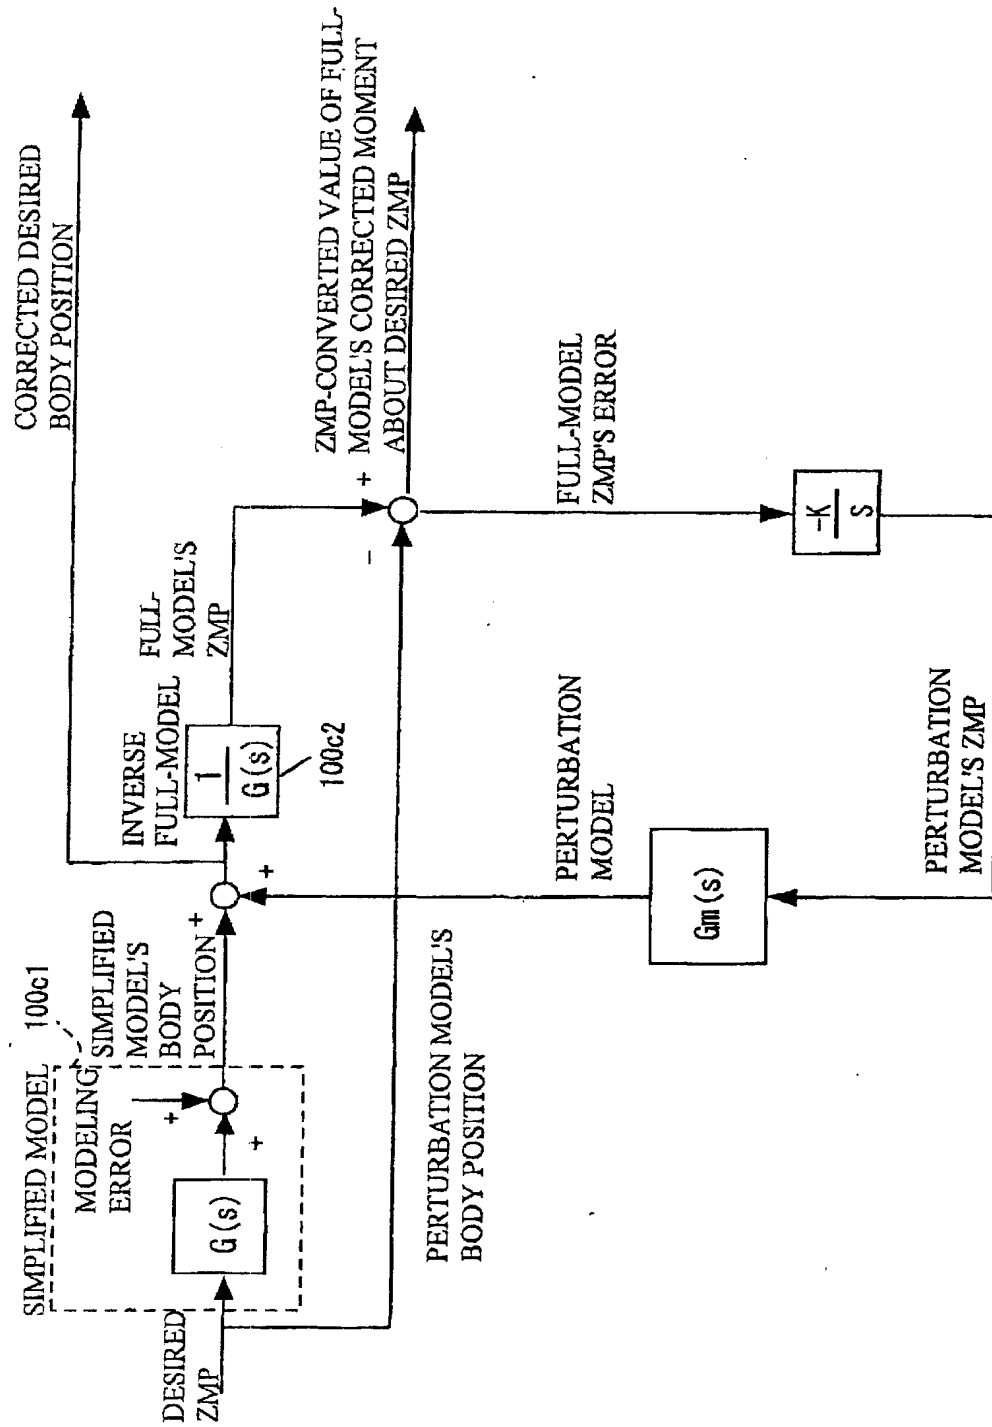 CORRECTED DESIRED
BODY POSITION
ZMP-CONVERTED VALUE OF FULL-
MODEL'S CORRECTED MOMENT
ABOUT DESIRED ZMP
SIMPLIFIED MODEL
100c1
MODELING
ERROR
SIMPLIFIED
MODEL'S
BODY
POSITION
INVERSE
FULL-MODEL
FULL-
MODEL'S
ZMP
DESIRED
ZMP
G(s)
+
+
+
+
1
G(s)
100c2
+
-
FULL-MODEL
ZMP'S ERROR
PERTURBATION MODEL'S
BODY POSITION
PERTURBATION
MODEL
Gm(s)
-K
S
PERTURBATION
MODEL'S ZMP